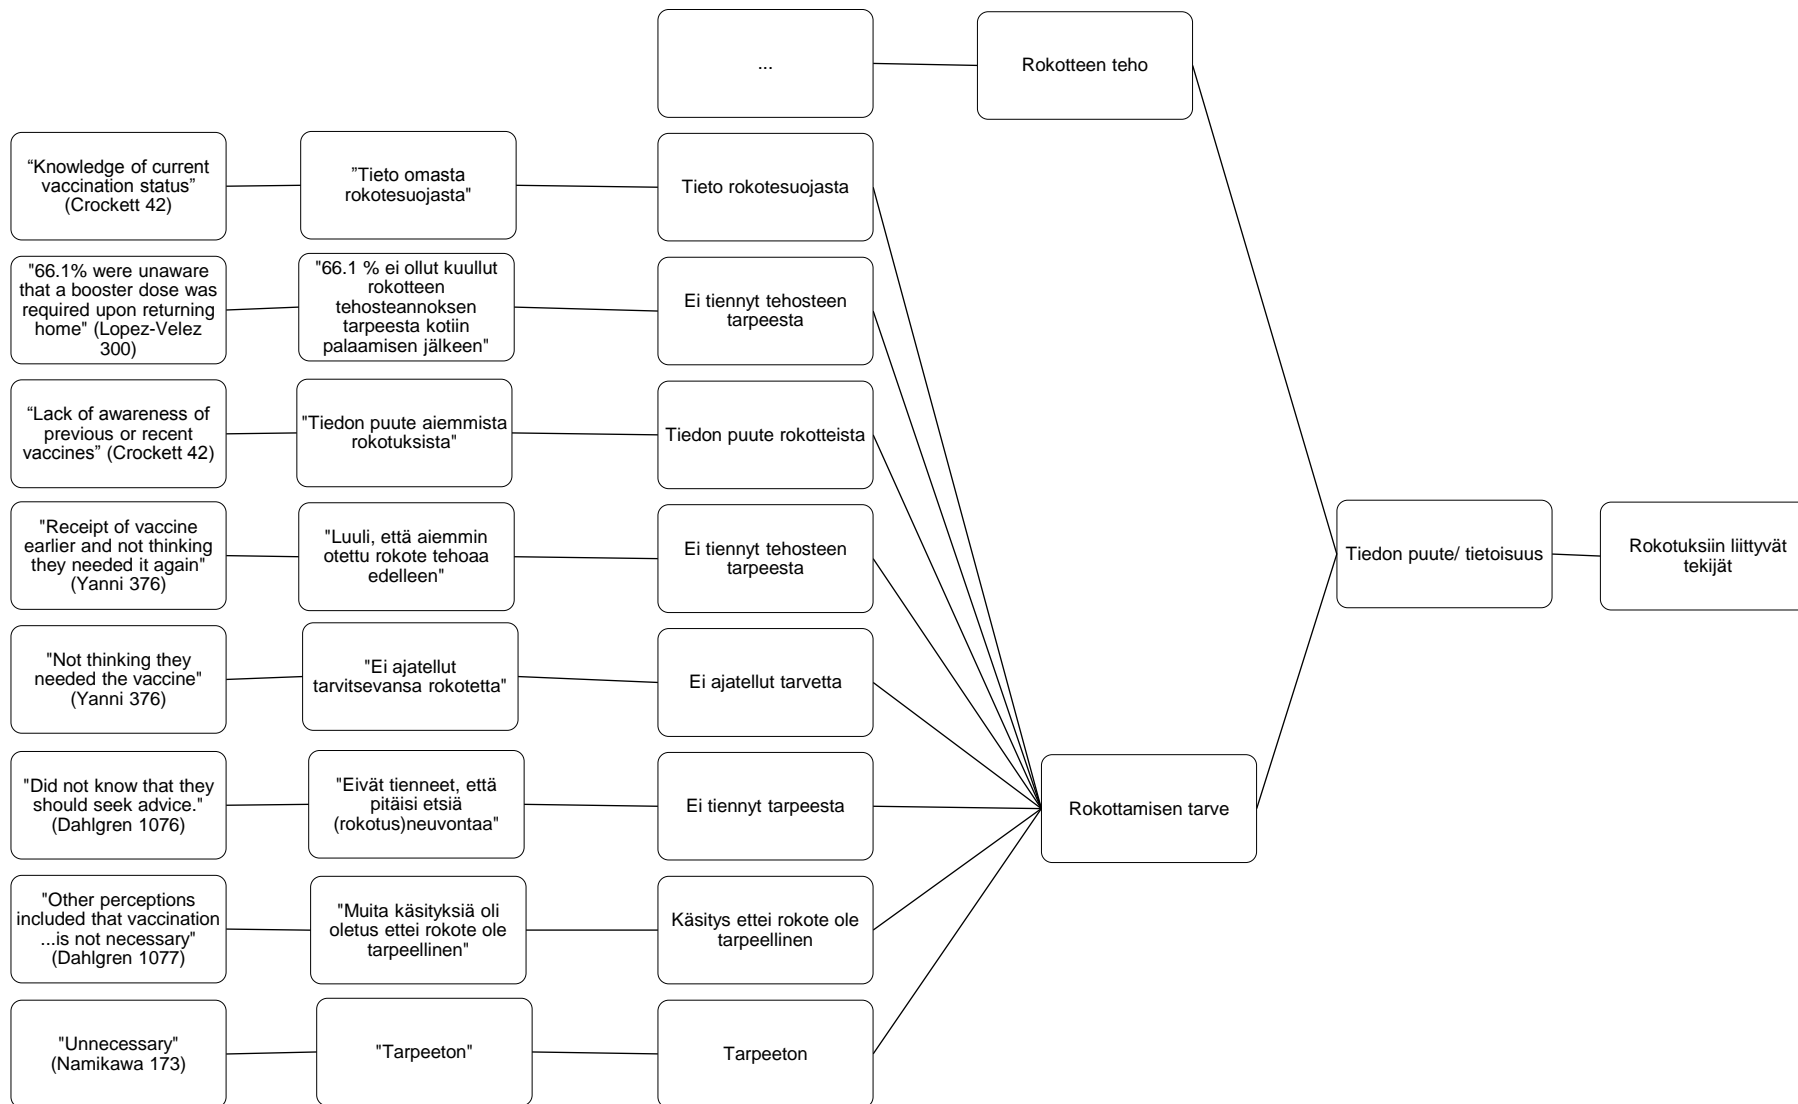 ...
Rokotteen teho
“Knowledge of current
vaccination status”
(Crockett 42)
”Tieto omasta
rokotesuojasta"
Tieto rokotesuojasta
"66.1% were unaware
that a booster dose was
required upon returning
home" (Lopez-Velez
300)
"66.1 % ei ollut kuullut
rokotteen
tehosteannoksen
tarpeesta kotiin
palaamisen jälkeen"
Ei tiennyt tehosteen
tarpeesta
“Lack of awareness of
previous or recent
vaccines” (Crockett 42)
"Tiedon puute aiemmista
rokotuksista"
Tiedon puute rokotteista
"Receipt of vaccine
earlier and not thinking
they needed it again"
(Yanni 376)
"Luuli, että aiemmin
otettu rokote tehoaa
edelleen"
Ei tiennyt tehosteen
tarpeesta
Tiedon puute/ tietoisuus
Rokotuksiin liittyvät
tekijät
"Not thinking they
needed the vaccine"
(Yanni 376)
"Ei ajatellut
tarvitsevansa rokotetta"
Ei ajatellut tarvetta
"Did not know that they
should seek advice."
(Dahlgren 1076)
"Eivät tienneet, että
pitäisi etsiä
(rokotus)neuvontaa"
Ei tiennyt tarpeesta
Rokottamisen tarve
"Other perceptions
included that vaccination
...is not necessary"
(Dahlgren 1077)
"Muita käsityksiä oli
oletus ettei rokote ole
tarpeellinen"
Käsitys ettei rokote ole
tarpeellinen
"Unnecessary"
(Namikawa 173)
"Tarpeeton"
Tarpeeton